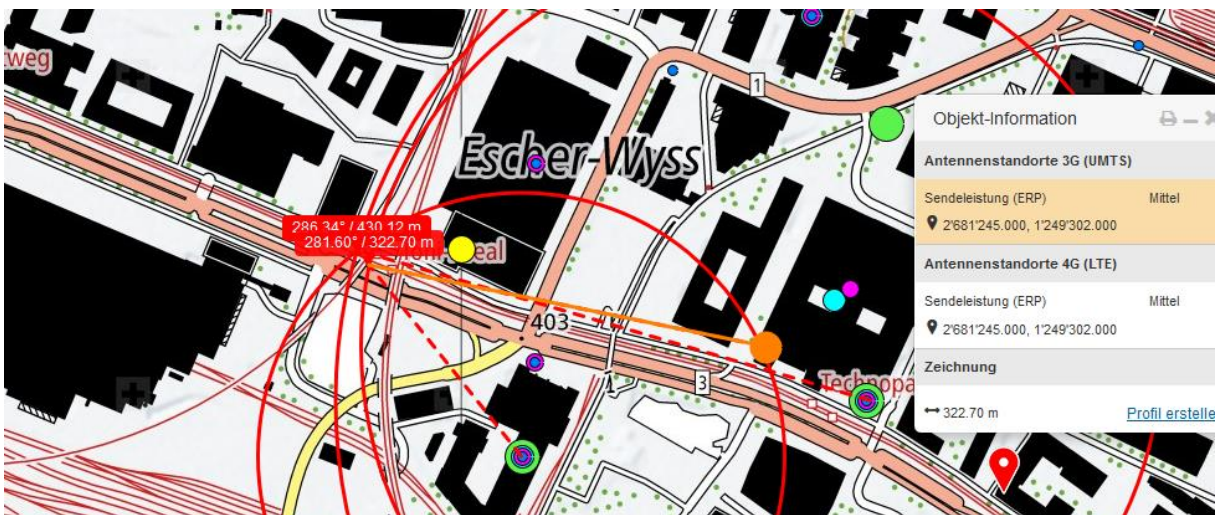 tweg
1
Escher-Wyss
286.34° / 430.12 m
281.60° / 322.70 m
403
1
3
Technopa
Objekt-Information
Antennenstandorte 3G (UMTS)
Sendeleistung (ERP) Mittel
2'681'245.000, 1'249'302.000
Antennenstandorte 4G (LTE)
Sendeleistung (ERP) Mittel
2'681'245.000, 1'249'302.000
Zeichnung
322.70 m Profil erstelle